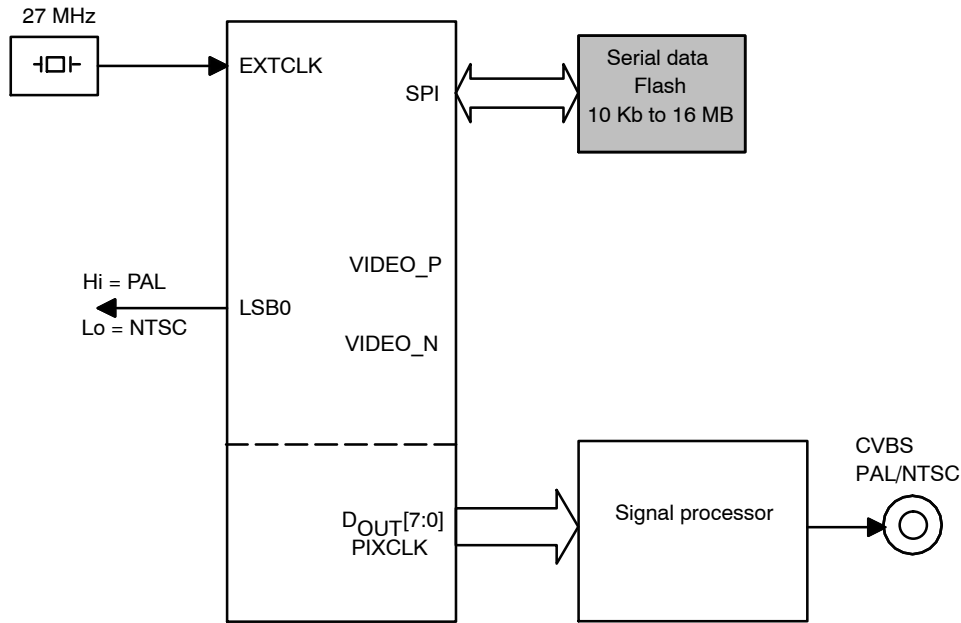 27 MHz
EXTCLK
SPI
Serial data
Flash
10 Kb to 16 MB
VIDEO_P
Hi = PAL
LSB0
Lo = NTSC
VIDEO_N
CVBS
PAL/NTSC
DOUT[7:0]
PIXCLK
Signal processor